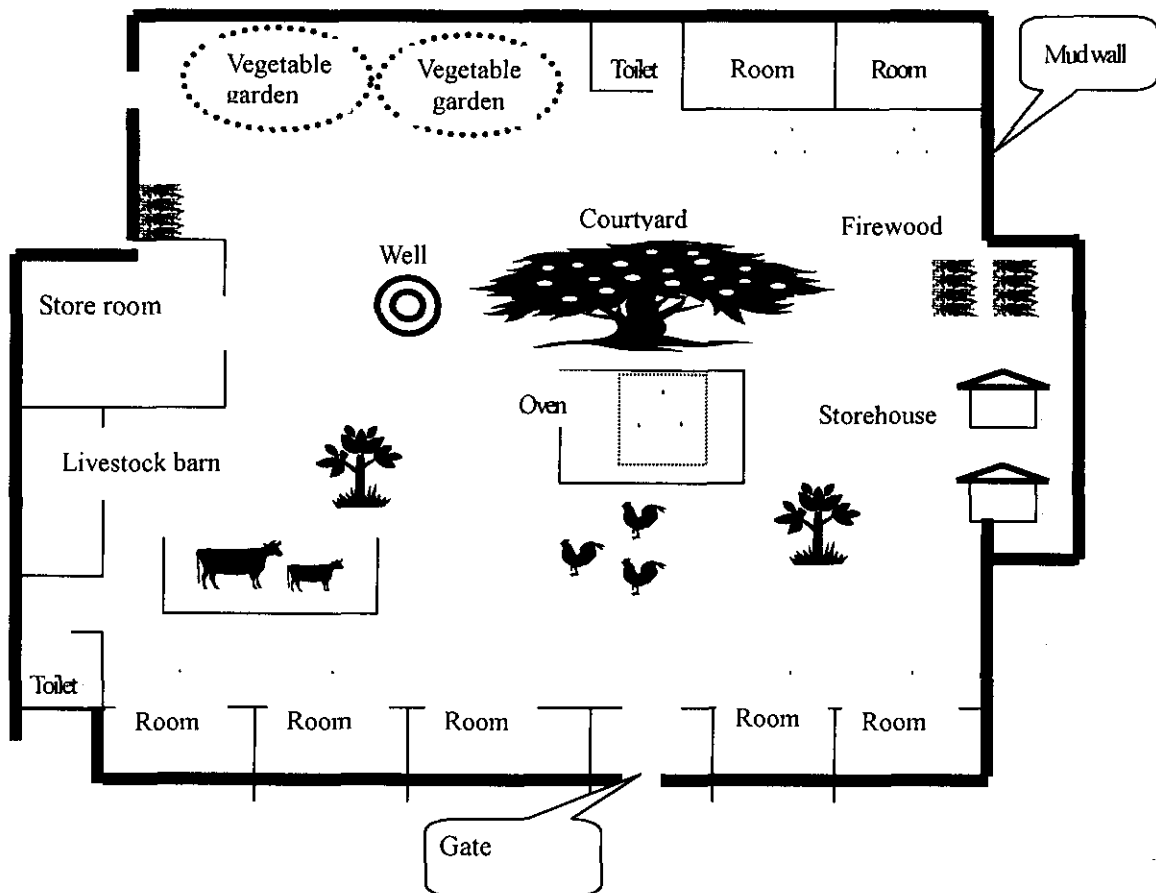 Vegetable
garden
Vegetable
garden
Toilet
Room
Room
Mud wall
Courtyard
Firewood
Well
Store room
Oven
Storehouse
Livestock barn
Toilet
Room
Room
Room
Room
Room
Gate